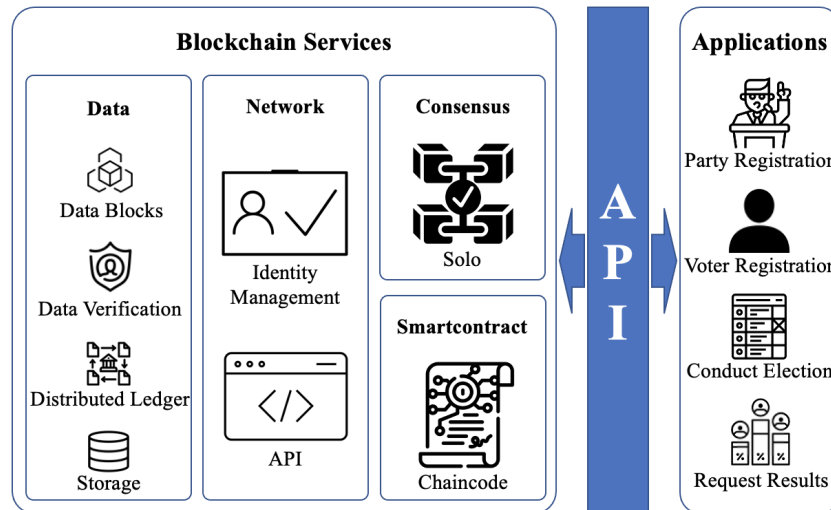 Blockchain Services
Data
Data Blocks
Data Verification
Distributed Ledger
Storage
Network
Identity
Management
API
Consensus
Solo
Smartcontract
Chaincode
A
P
I
Applications
Party Registration
Voter Registration
Conduct Election
% % %
Request Results